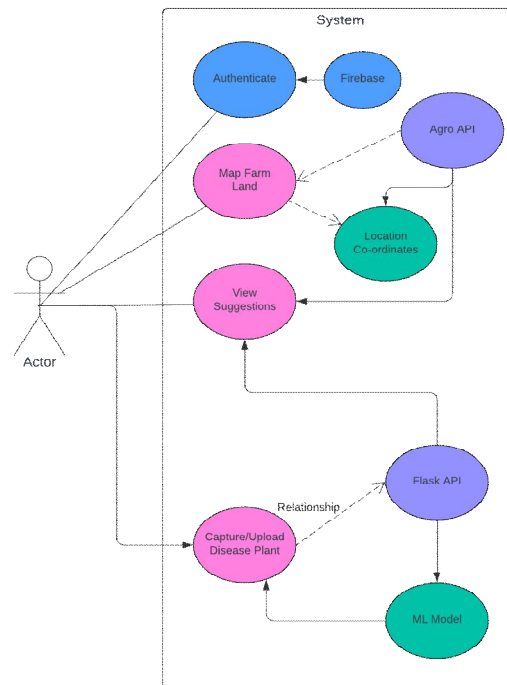 System
Authenticate
Firebase
Agro API
Map Farm
Land
Location
Co-ordinates
View
Suggestions
Actor
Flask API
Relationship
Capture/Upload
Disease Plant
ML Model